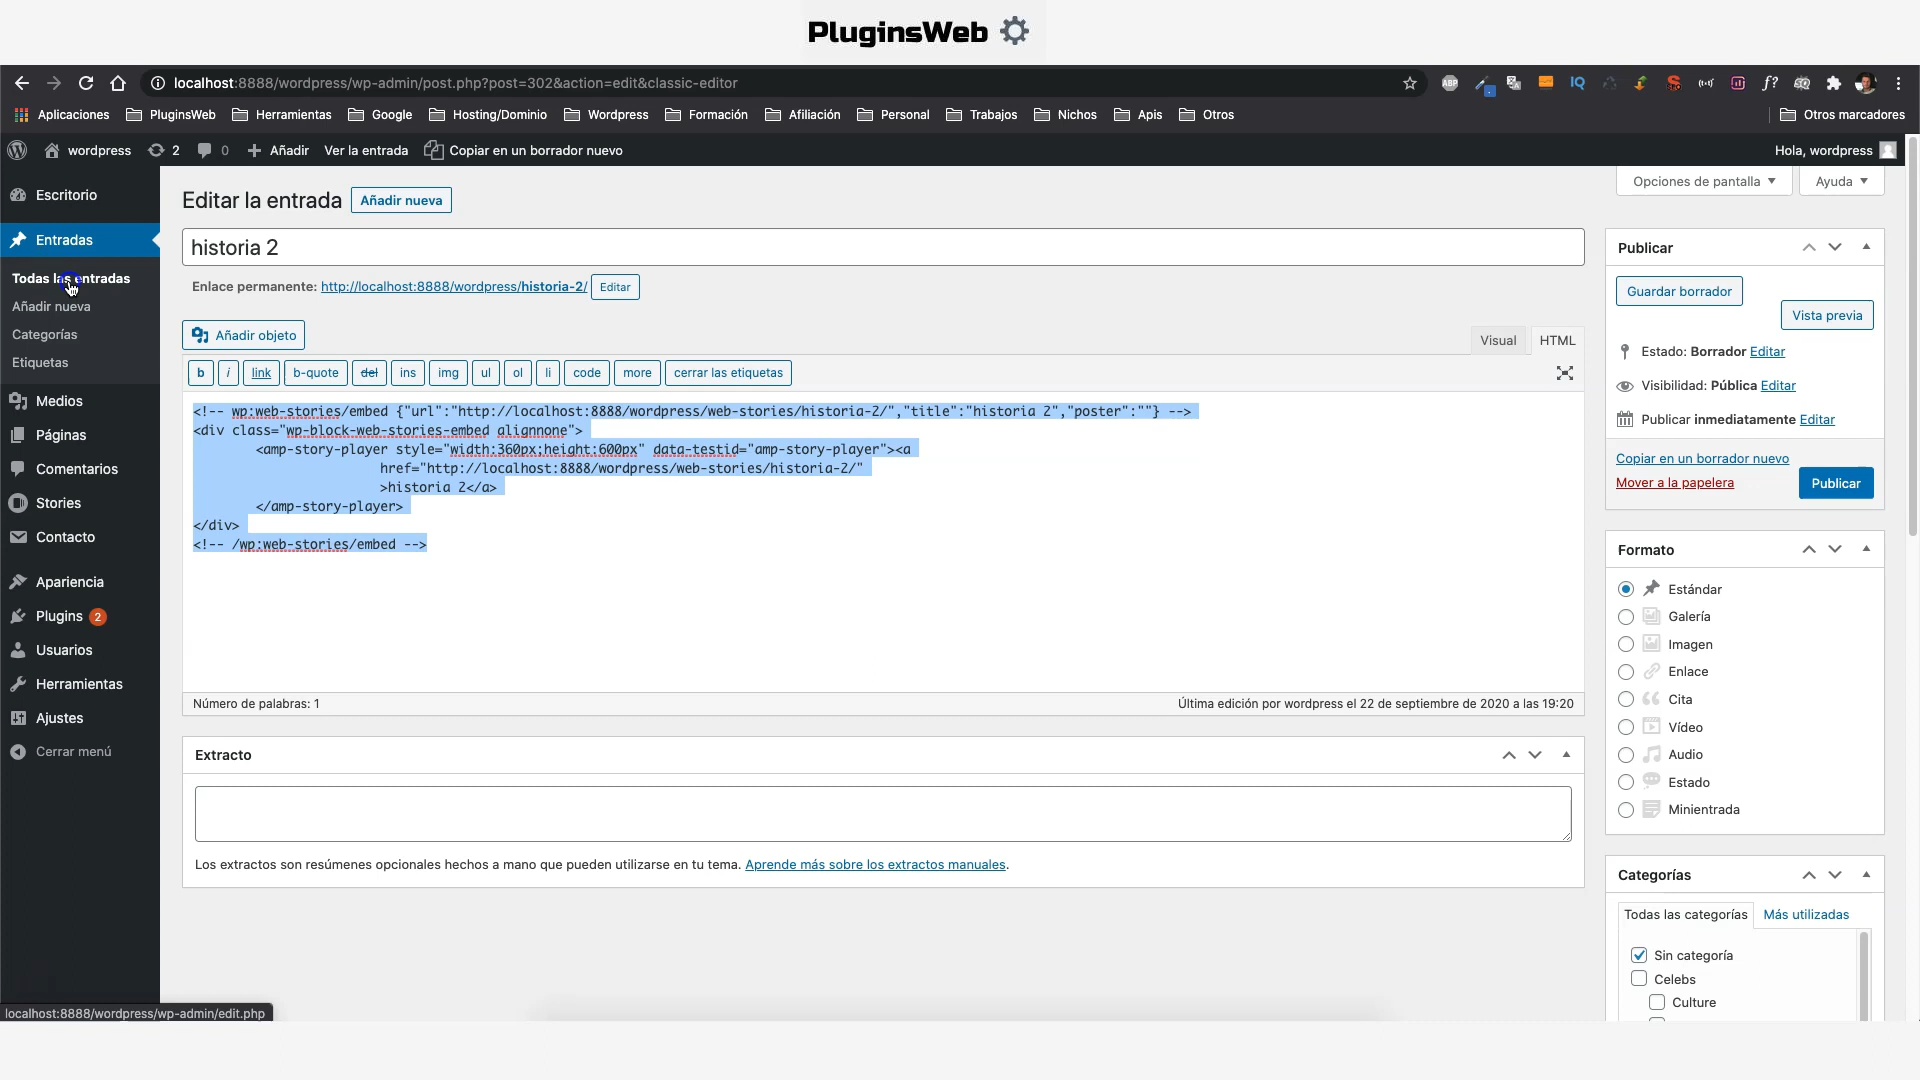 PluginsWeb
localhost:8888/wordpress/wp-admin/post.php?post=302&action=edit&classic-editor
ABP
IQ
f?
Aplicaciones
PluginsWeb
Herramientas
Google
Hosting/Dominio
Wordpress
Formación
Afiliación
Personal
Trabajos
Nichos
Apis
Otros
Otros marcadores
wordpress
2
0
Añadir
Ver la entrada
Copiar en un borrador nuevo
Hola, wordpress
Escritorio
Entradas
Todas las entradas
Añadir nueva
Categorías
Etiquetas
Medios
Páginas
Comentarios
Stories
Contacto
Apariencia
Plugins 2
Usuarios
Herramientas
Ajustes
Cerrar menú
localhost:8888/wordpress/wp-admin/edit.php
Opciones de pantalla
Ayuda
Editar la entrada
Añadir nueva
historia 2
Enlace permanente: http://localhost:8888/wordpress/historia-2/ Editar
Añadir objeto
Visual
HTML
b
i
link
b-quote
del
ins
img
ul
ol
li
code
more
cerrar las etiquetas
<!-- wp:web-stories/embed {"url":"http://localhost:8888/wordpress/web-stories/historia-2/","title":"historia 2","poster":""} -->
<div class="wp-block-web-stories-embed alignnone">
<amp-story-player style="width:360px;height:600px" data-testid="amp-story-player"><a
href="http://localhost:8888/wordpress/web-stories/historia-2/"
>historia 2</a>
</amp-story-player>
</div>
<!-- /wp:web-stories/embed -->
Número de palabras: 1
Última edición por wordpress el 22 de septiembre de 2020 a las 19:20
Extracto
Los extractos son resúmenes opcionales hechos a mano que pueden utilizarse en tu tema. Aprende más sobre los extractos manuales.
Publicar
Guardar borrador
Vista previa
Estado: Borrador Editar
Visibilidad: Pública Editar
Publicar inmediatamente Editar
Copiar en un borrador nuevo
Mover a la papelera
Publicar
Formato
Estándar
Galería
Imagen
Enlace
Cita
Vídeo
Audio
Estado
Minientrada
Categorías
Todas las categorías
Más utilizadas
Sin categoría
Celebs
Culture